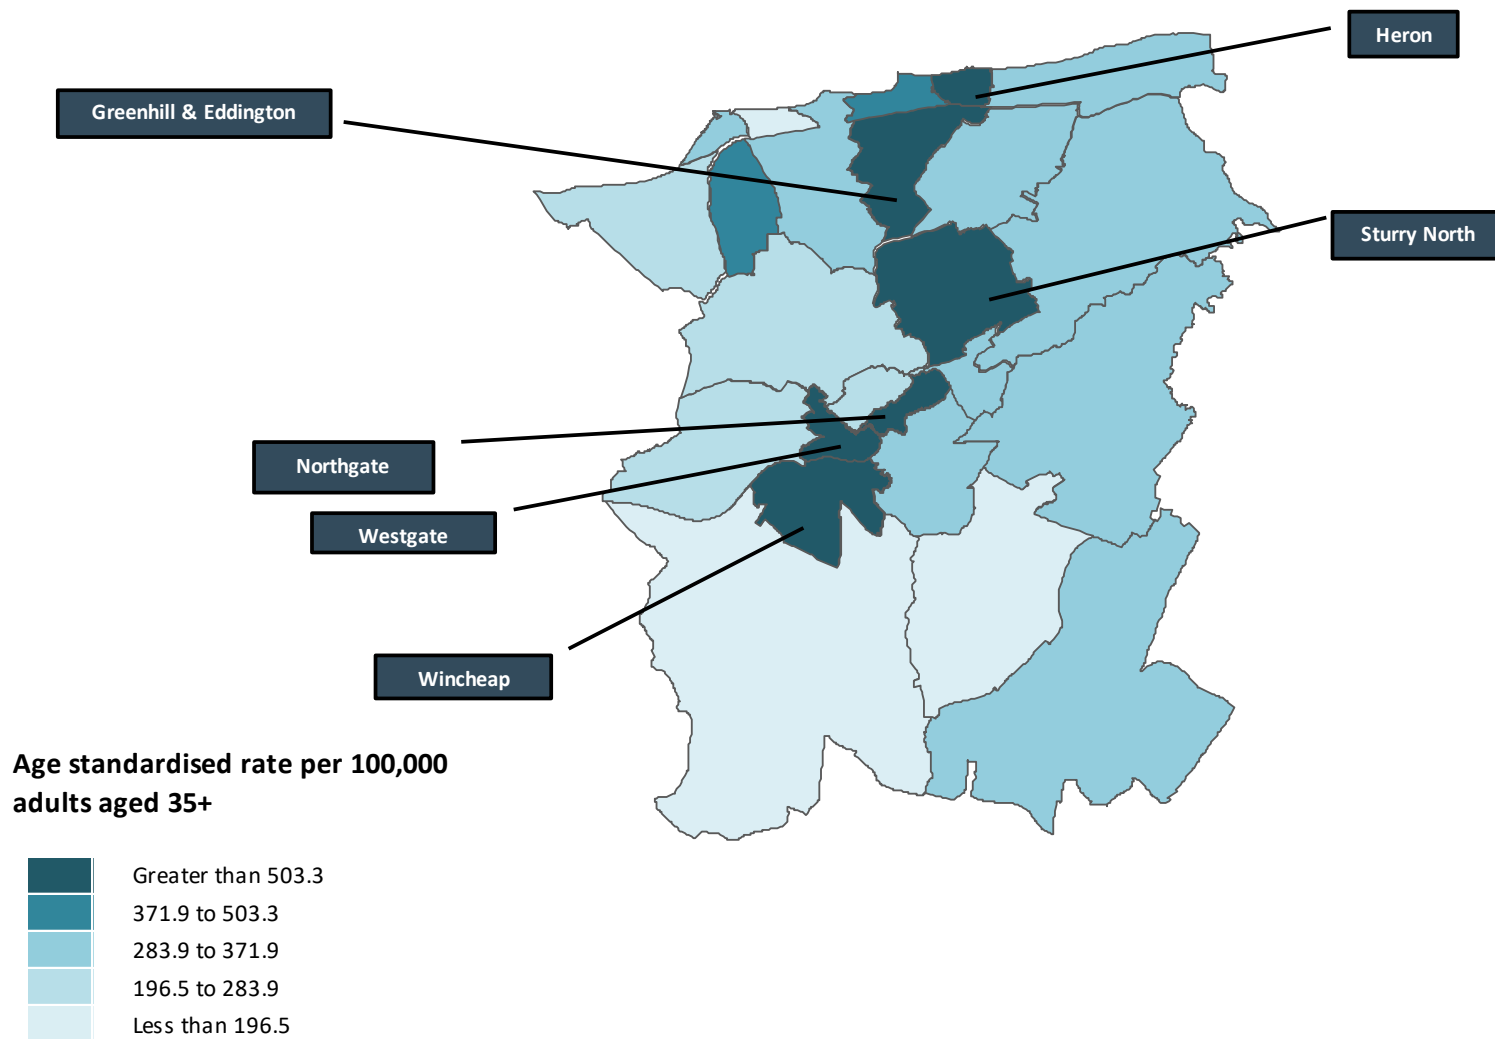 Heron
Greenhill & Eddington
Sturry North
Northgate
Westgate
Wincheap
Age standardised rate per 100,000
adults aged 35+
Greater than 503.3
371.9 to 503.3
283.9 to 371.9
196.5 to 283.9
Less than 196.5